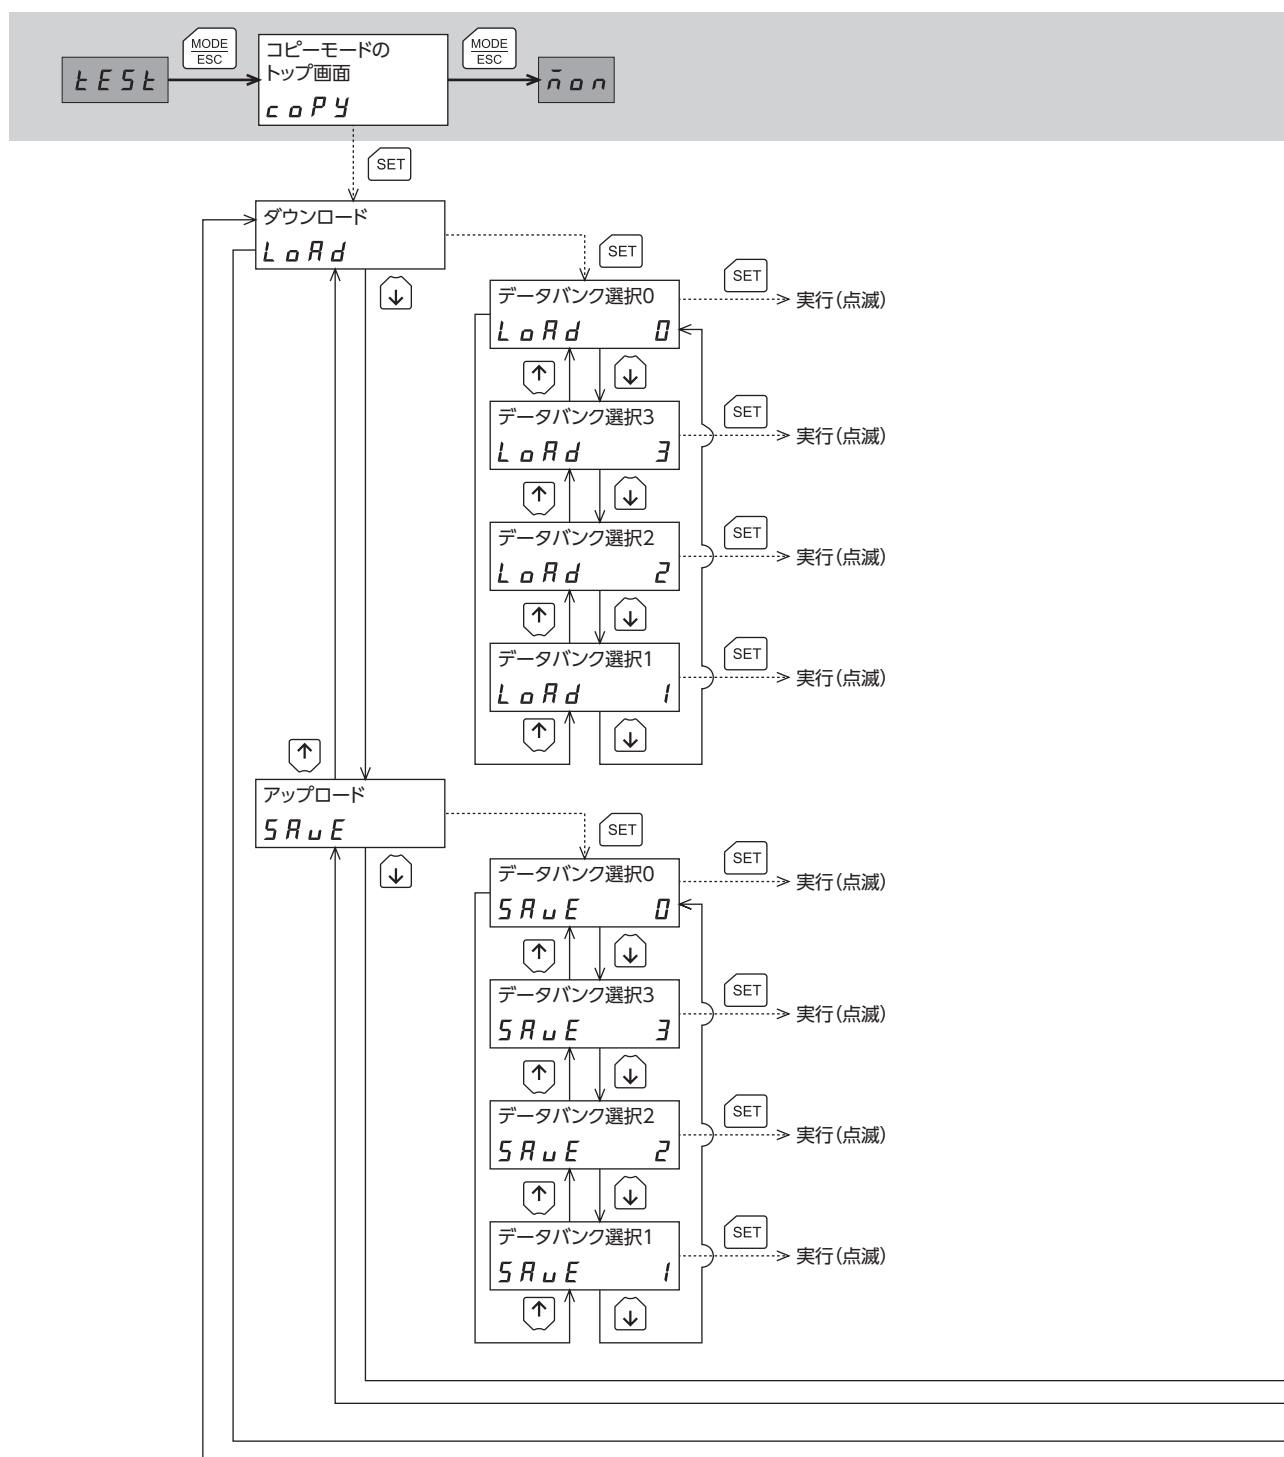 MODE
ESC
コピーモードの
トップ画面
coPY
MODE
ESC
tESt
mon
SET
ダウンロード
LoAd
↓
SET
データバンク選択0
LoAd 0
SET
実行(点滅)
↑ ↓
データバンク選択3
LoAd 3
SET
実行(点滅)
↑ ↓
データバンク選択2
LoAd 2
SET
実行(点滅)
↑ ↓
データバンク選択1
LoAd 1
SET
実行(点滅)
↑ ↓
↑
アップロード
SAvE
↓
SET
データバンク選択0
SAvE 0
SET
実行(点滅)
↑ ↓
データバンク選択3
SAvE 3
SET
実行(点滅)
↑ ↓
データバンク選択2
SAvE 2
SET
実行(点滅)
↑ ↓
データバンク選択1
SAvE 1
SET
実行(点滅)
↑ ↓